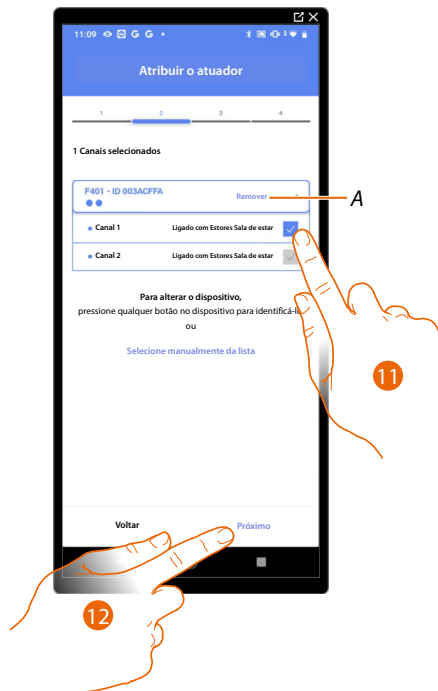 11:09 G G
Atribuir o atuador
1 2 3 4
1 Canais selecionados
F401 - ID 003ACFFA
Remover
A
Canal 1 Ligado com Estores Sala de estar
Canal 2 Ligado com Estores Sala de estar
Para alterar o dispositivo,
pressione qualquer botão no dispositivo para identificá-l
ou
Selecione manualmente da lista
11
Voltar Próximo
12